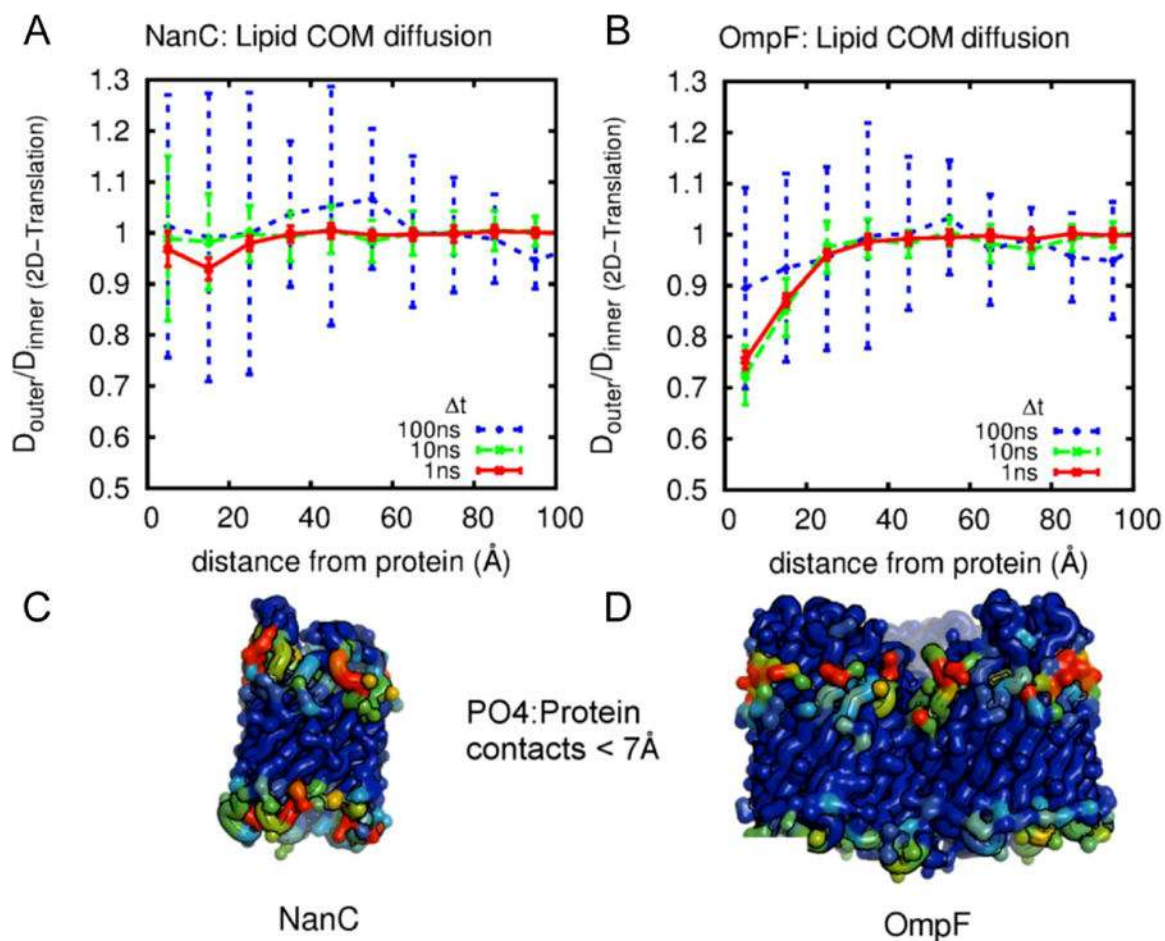 A NanC: Lipid COM diffusion
1.3
1.2
1.1
1
0.9
0.8
0.7
0.6
0.5
D_outer/D_inner (2D-Translation)
Δt
100ns
10ns
1ns
0 20 40 60 80 100
distance from protein (Å)
B OmpF: Lipid COM diffusion
1.3
1.2
1.1
1
0.9
0.8
0.7
0.6
0.5
D_outer/D_inner (2D-Translation)
Δt
100ns
10ns
1ns
0 20 40 60 80 100
distance from protein (Å)
C
D
PO4:Protein
contacts < 7Å
NanC
OmpF